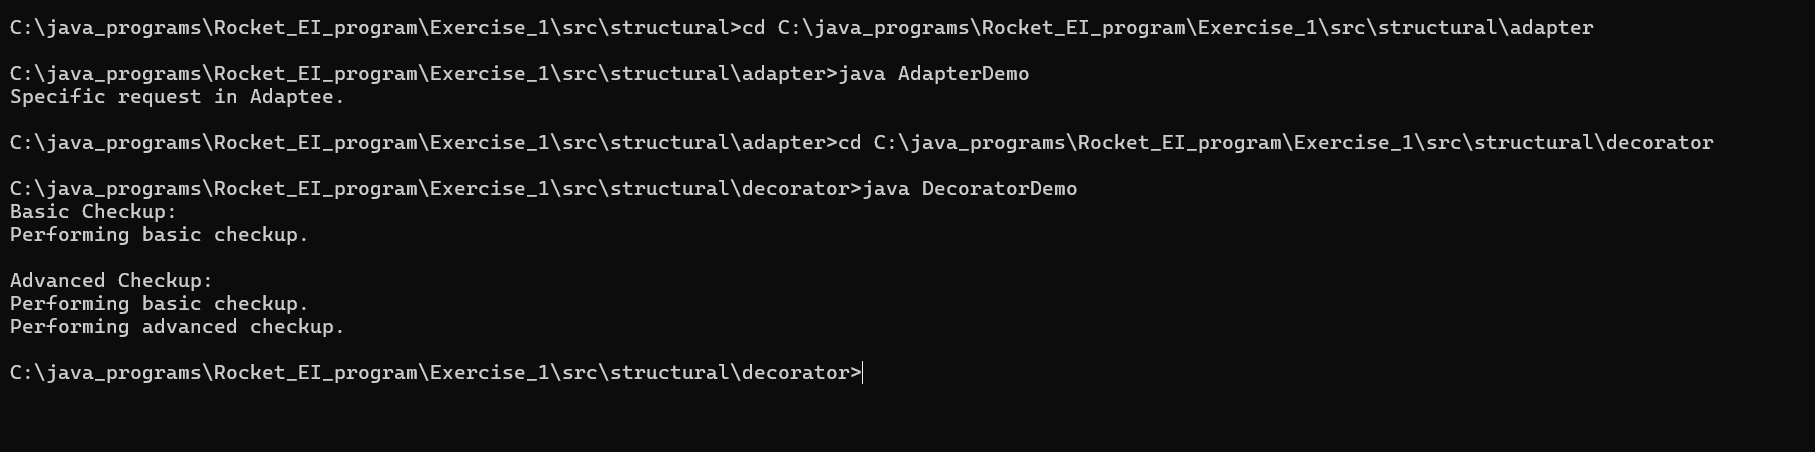 C:\java_programs\Rocket_EI_program\Exercise_1\src\structural>cd C:\java_programs\Rocket_EI_program\Exercise_1\src\structural\adapter
C:\java_programs\Rocket_EI_program\Exercise_1\src\structural\adapter>java AdapterDemo
Specific request in Adaptee.
C:\java_programs\Rocket_EI_program\Exercise_1\src\structural\adapter>cd C:\java_programs\Rocket_EI_program\Exercise_1\src\structural\decorator
C:\java_programs\Rocket_EI_program\Exercise_1\src\structural\decorator>java DecoratorDemo
Basic Checkup:
Performing basic checkup.
Advanced Checkup:
Performing basic checkup.
Performing advanced checkup.
C:\java_programs\Rocket_EI_program\Exercise_1\src\structural\decorator>